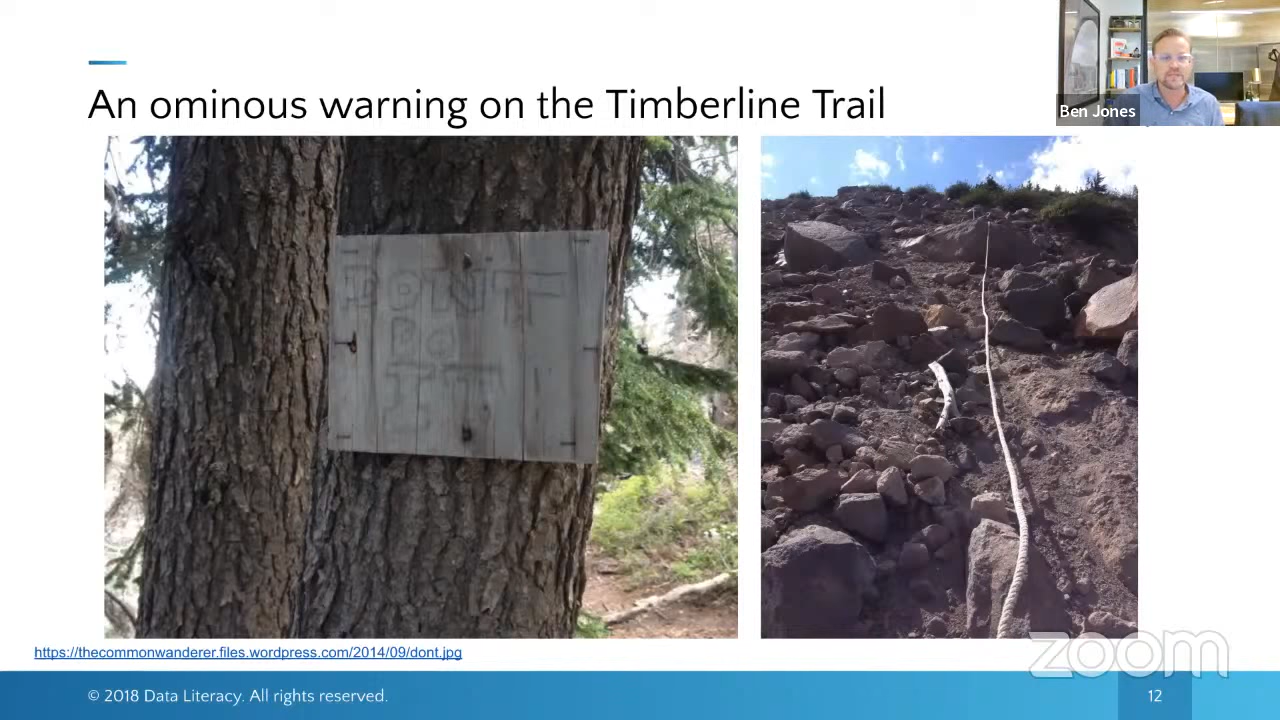 An ominous warning on the Timberline Trail
Ben Jones
DON'T
DO
IT!
https://thecommonwanderer.files.wordpress.com/2014/09/dont.jpg
zoom
© 2018 Data Literacy. All rights reserved.
12